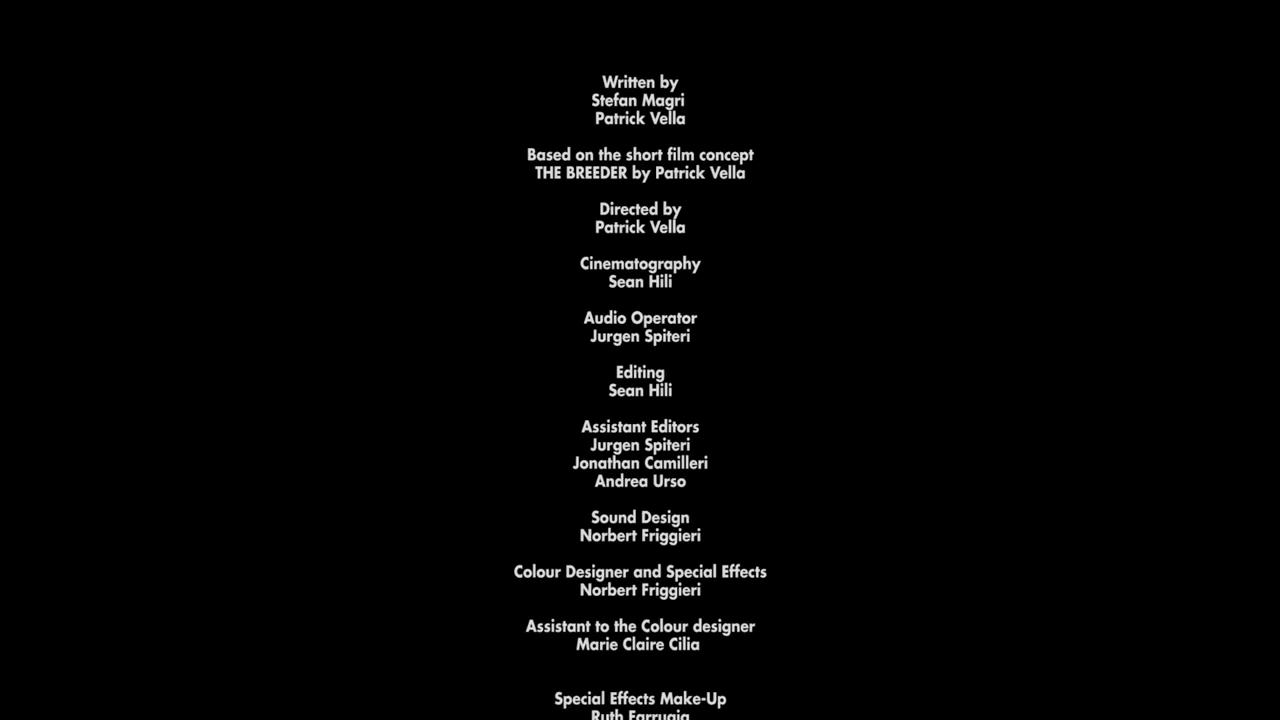 Written by
Stefan Magri
Patrick Vella
Based on the short film concept
THE BREEDER by Patrick Vella
Directed by
Patrick Vella
Cinematography
Sean Hili
Audio Operator
Jurgen Spiteri
Editing
Sean Hili
Assistant Editors
Jurgen Spiteri
Jonathan Camilleri
Andrea Urso
Sound Design
Norbert Friggieri
Colour Designer and Special Effects
Norbert Friggieri
Assistant to the Colour designer
Marie Claire Cilia
Special Effects Make-Up
Ruth Farrugia